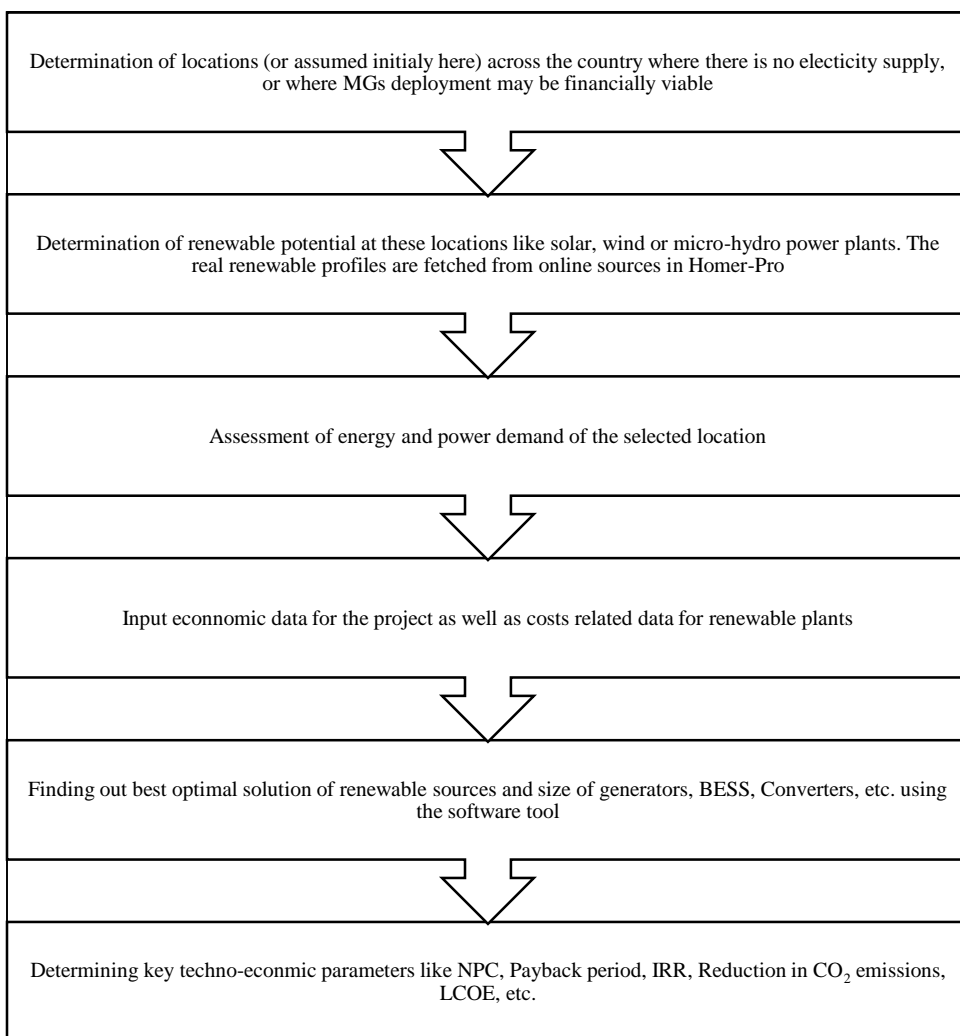 Determination of locations (or assumed initialy here) across the country where there is no electicity supply,
or where MGs deployment may be financially viable
Determination of renewable potential at these locations like solar, wind or micro-hydro power plants. The
real renewable profiles are fetched from online sources in Homer-Pro
Assessment of energy and power demand of the selected location
Input econnomic data for the project as well as costs related data for renewable plants
Finding out best optimal solution of renewable sources and size of generators, BESS, Converters, etc. using
the software tool
Determining key techno-econmic parameters like NPC, Payback period, IRR, Reduction in CO₂ emissions,
LCOE, etc.